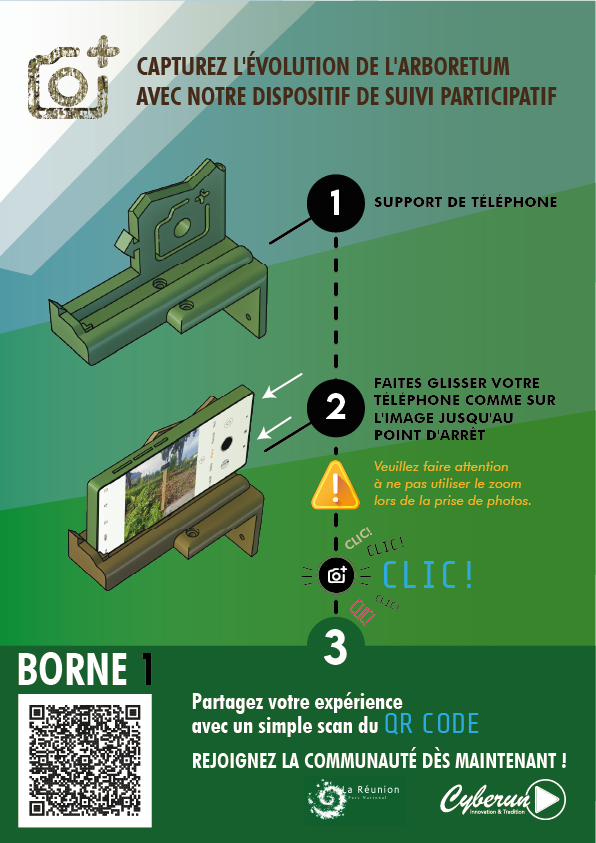 CAPTUREZ L'ÉVOLUTION DE L'ARBORETUM
AVEC NOTRE DISPOSITIF DE SUIVI PARTICIPATIF
1
SUPPORT DE TÉLÉPHONE
2
FAITES GLISSER VOTRE
TÉLÉPHONE COMME SUR
L'IMAGE JUSQU'AU
POINT D'ARRÊT
Veuillez faire attention
à ne pas utiliser le zoom
lors de la prise de photos.
CLIC!
CLIC!
CLIC!
CLIC!
3
BORNE 1
Partagez votre expérience
avec un simple scan du QR CODE
REJOIGNEZ LA COMMUNAUTÉ DÈS MAINTENANT !
La Réunion
Parc National
Cyberun
Innovation & Tradition